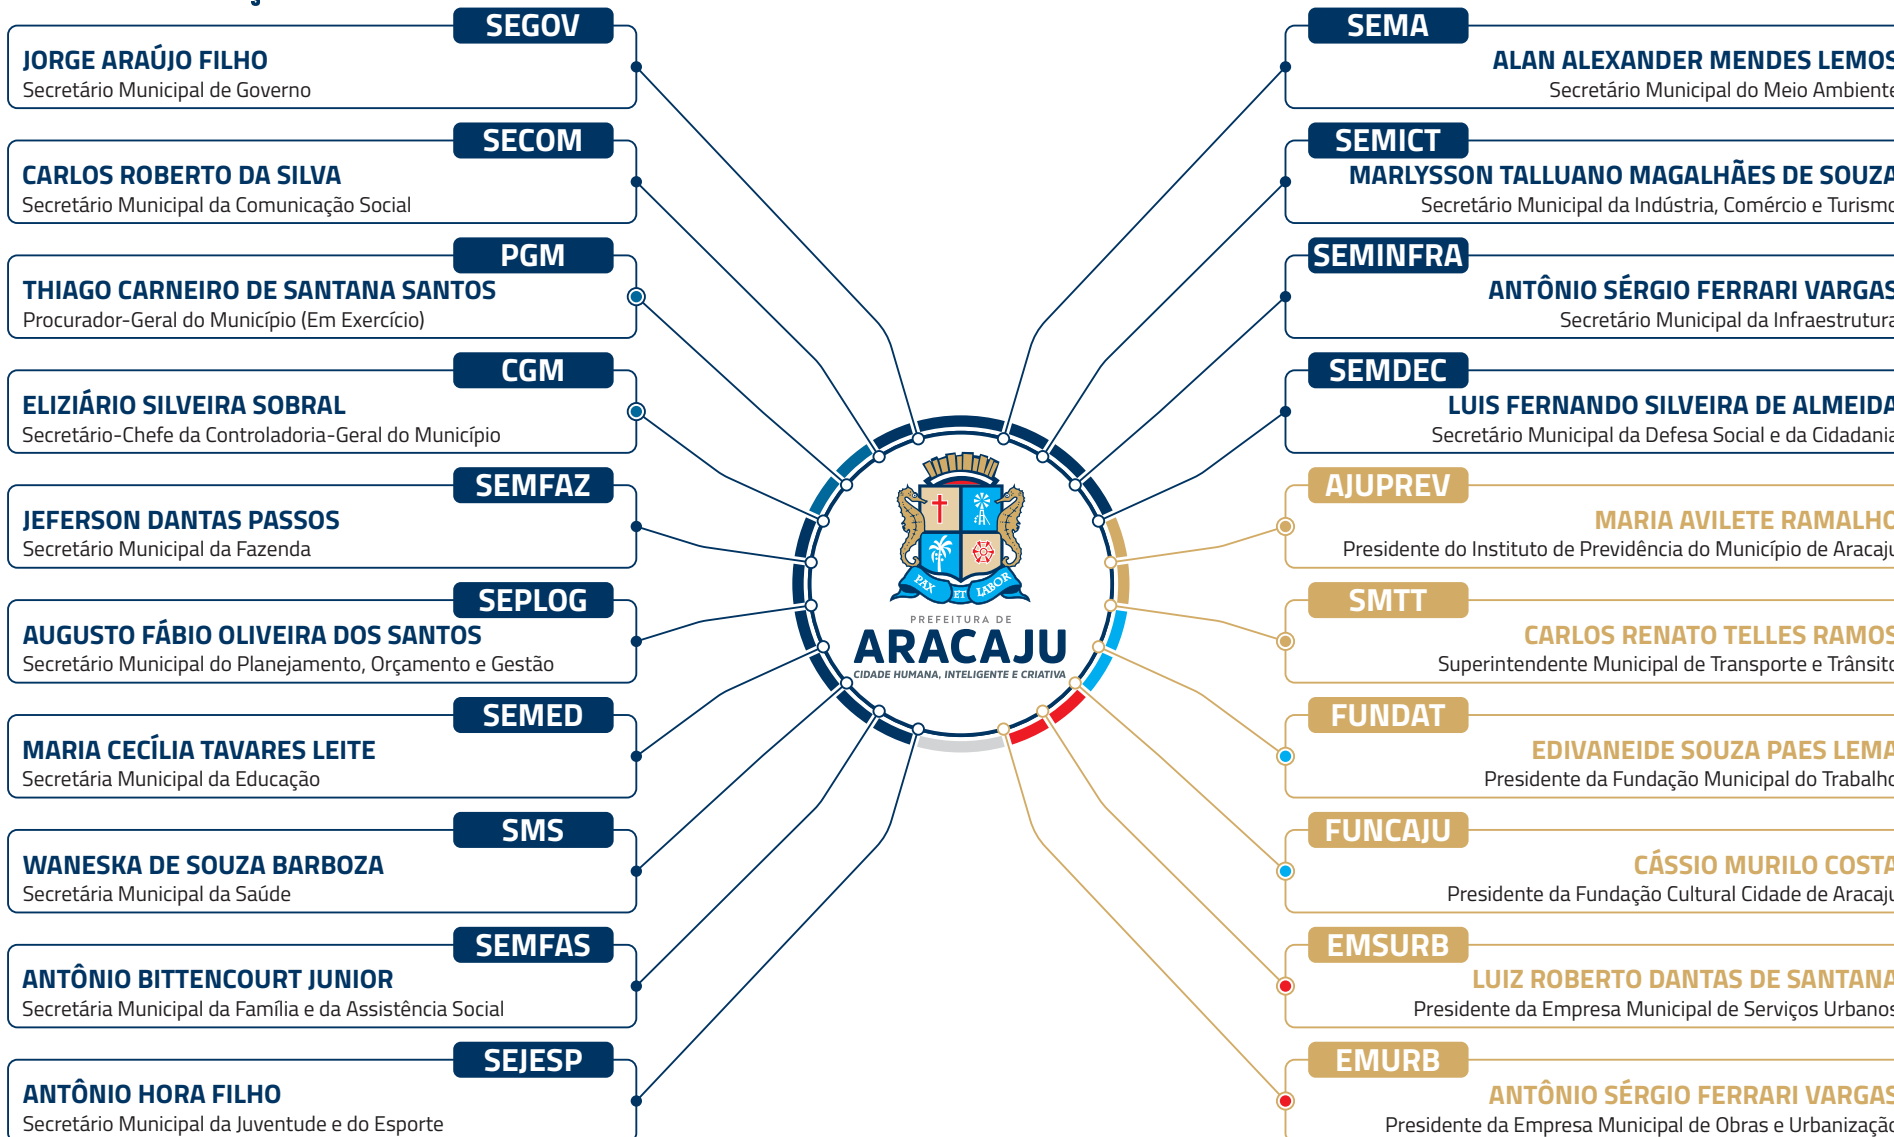 SEGOV
JORGE ARAÚJO FILHO
Secretário Municipal de Governo
SECOM
CARLOS ROBERTO DA SILVA
Secretário Municipal da Comunicação Social
PGM
THIAGO CARNEIRO DE SANTANA SANTOS
Procurador-Geral do Município (Em Exercício)
CGM
ELIZIÁRIO SILVEIRA SOBRAL
Secretário-Chefe da Controladoria-Geral do Município
SEMFAZ
JEFERSON DANTAS PASSOS
Secretário Municipal da Fazenda
SEPLOG
AUGUSTO FÁBIO OLIVEIRA DOS SANTOS
Secretário Municipal do Planejamento, Orçamento e Gestão
SEMED
MARIA CECÍLIA TAVARES LEITE
Secretária Municipal da Educação
SMS
WANESKA DE SOUZA BARBOZA
Secretária Municipal da Saúde
SEMFAS
ANTÔNIO BITTENCOURT JUNIOR
Secretária Municipal da Família e da Assistência Social
SEJESP
ANTÔNIO HORA FILHO
Secretário Municipal da Juventude e do Esporte
PAX ET LABOR
PREFEITURA DE
ARACAJU
CIDADE HUMANA, INTELIGENTE E CRIATIVA
SEMA
ALAN ALEXANDER MENDES LEMOS
Secretário Municipal do Meio Ambiente
SEMICT
MARLYSSON TALLUANO MAGALHÃES DE SOUZA
Secretário Municipal da Indústria, Comércio e Turismo
SEMINFRA
ANTÔNIO SÉRGIO FERRARI VARGAS
Secretário Municipal da Infraestrutura
SEMDEC
LUIS FERNANDO SILVEIRA DE ALMEIDA
Secretário Municipal da Defesa Social e da Cidadania
AJUPREV
MARIA AVILETE RAMALHO
Presidente do Instituto de Previdência do Município de Aracaju
SMTT
CARLOS RENATO TELLES RAMOS
Superintendente Municipal de Transporte e Trânsito
FUNDAT
EDIVANEIDE SOUZA PAES LEMA
Presidente da Fundação Municipal do Trabalho
FUNCAJU
CÁSSIO MURILO COSTA
Presidente da Fundação Cultural Cidade de Aracaju
EMSURB
LUIZ ROBERTO DANTAS DE SANTANA
Presidente da Empresa Municipal de Serviços Urbanos
EMURB
ANTÔNIO SÉRGIO FERRARI VARGAS
Presidente da Empresa Municipal de Obras e Urbanização